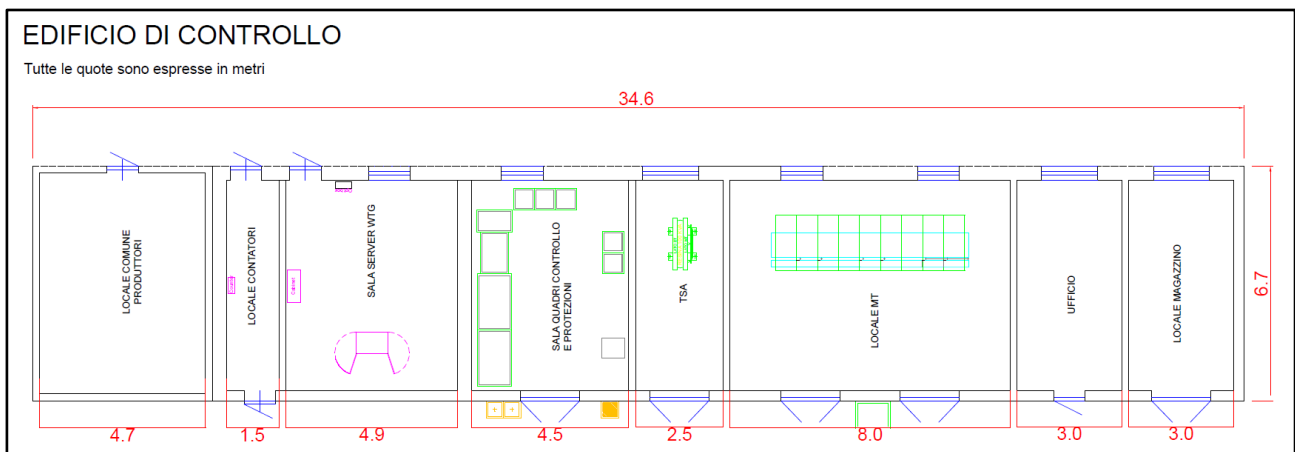 EDIFICIO DI CONTROLLO
Tutte le quote sono espresse in metri
34.6
LOCALE COMUNE
PRODUTTORI
LOCALE CONTATORI
SALA SERVER WTG
SALA QUADRI CONTROLLO
E PROTEZIONI
TSA
LOCALE MT
UFFICIO
LOCALE MAGAZZINO
6.7
4.7
1.5
4.9
4.5
2.5
8.0
3.0
3.0